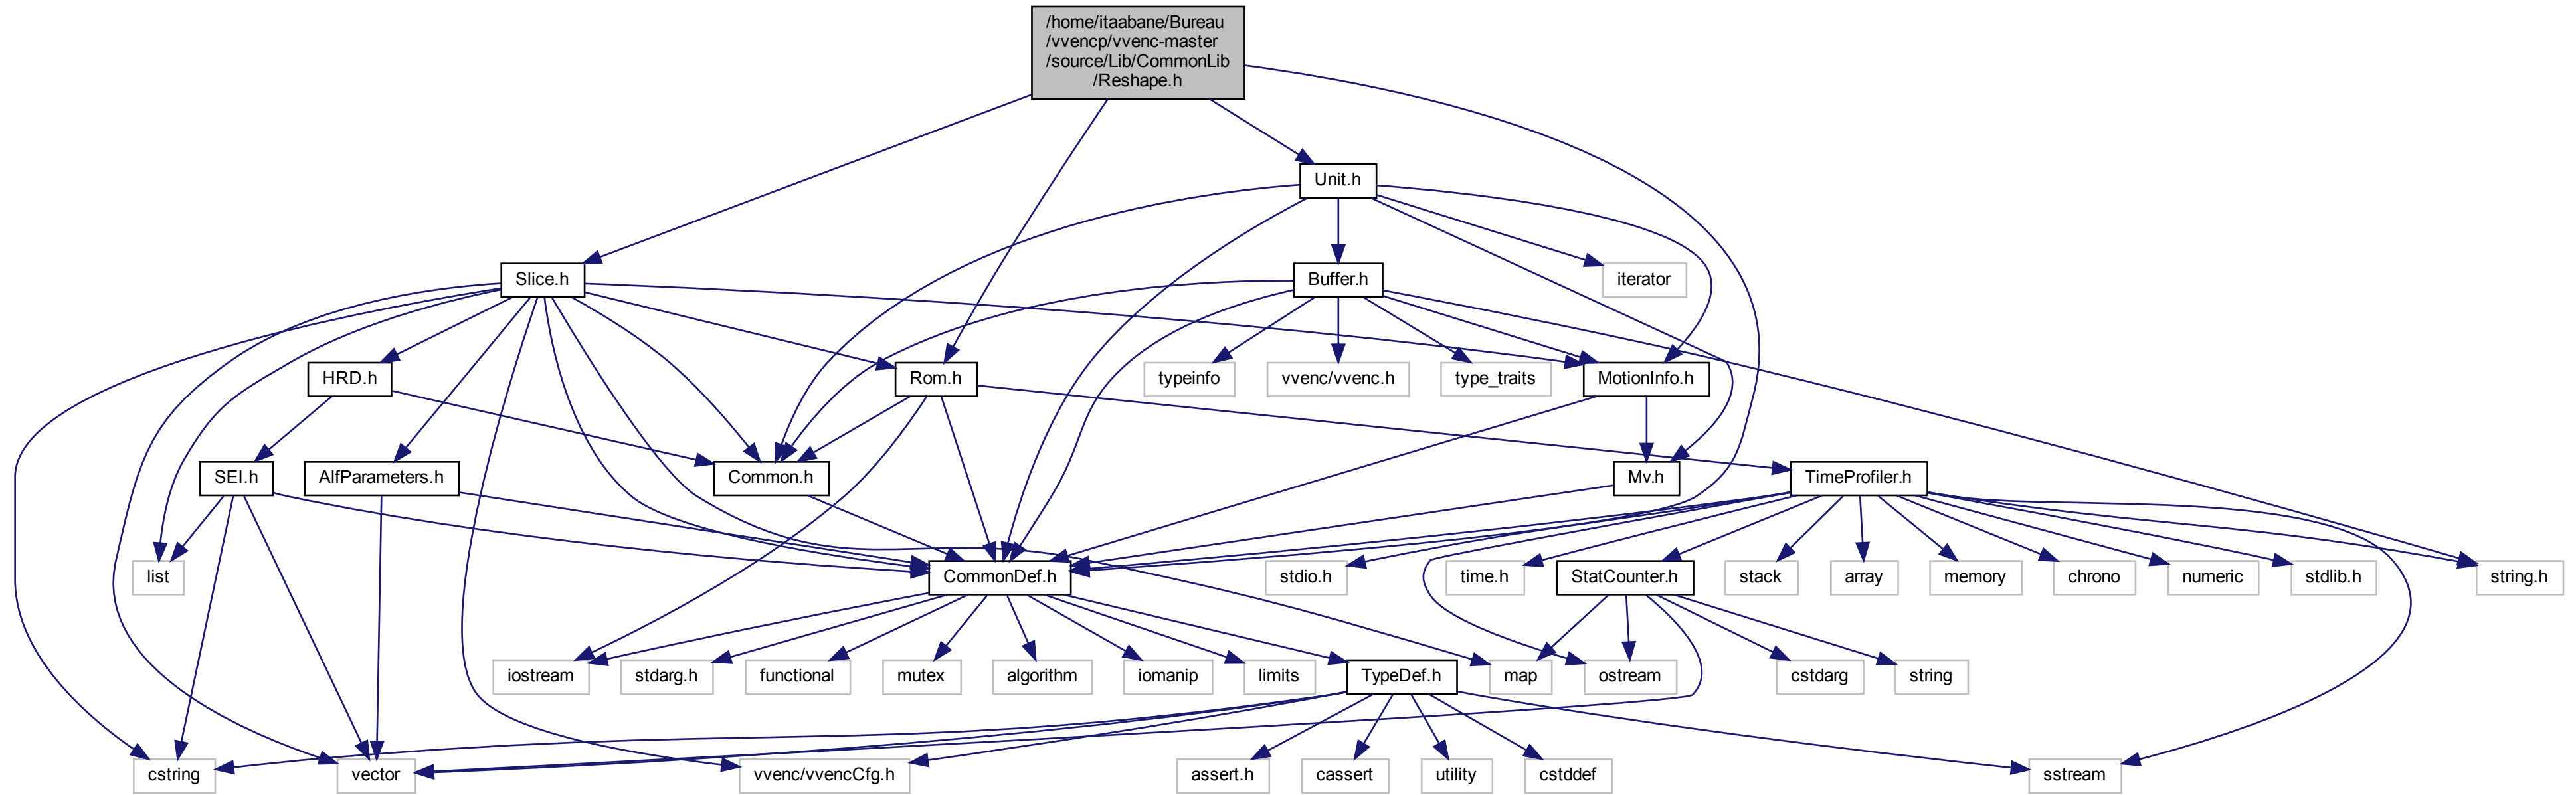 /home/itaabane/Bureau
/vvencp/vvenc-master
/source/Lib/CommonLib
/Reshape.h
Unit.h
Slice.h
Buffer.h
iterator
HRD.h
Rom.h
typeinfo
vvenc/vvenc.h
type_traits
MotionInfo.h
SEI.h
AlfParameters.h
Common.h
Mv.h
TimeProfiler.h
list
CommonDef.h
stdio.h
time.h
StatCounter.h
stack
array
memory
chrono
numeric
stdlib.h
string.h
iostream
stdarg.h
functional
mutex
algorithm
iomanip
limits
TypeDef.h
map
ostream
cstdarg
string
cstring
vector
vvenc/vvencCfg.h
assert.h
cassert
utility
cstddef
sstream